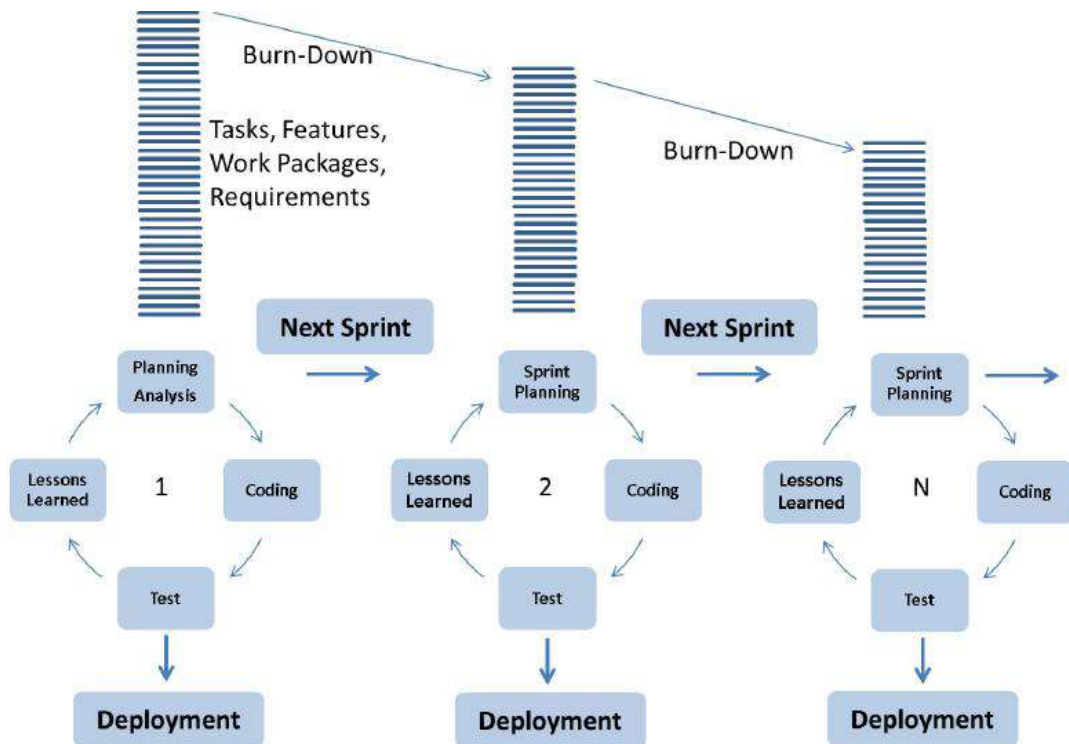 Burn-Down
Tasks, Features,
Work Packages,
Requirements
Burn-Down
Next Sprint
Next Sprint
Planning
Analysis
Sprint
Planning
Sprint
Planning
Lessons
Learned
1
Coding
Lessons
Learned
2
Coding
Lessons
Learned
N
Coding
Test
Test
Test
Deployment
Deployment
Deployment